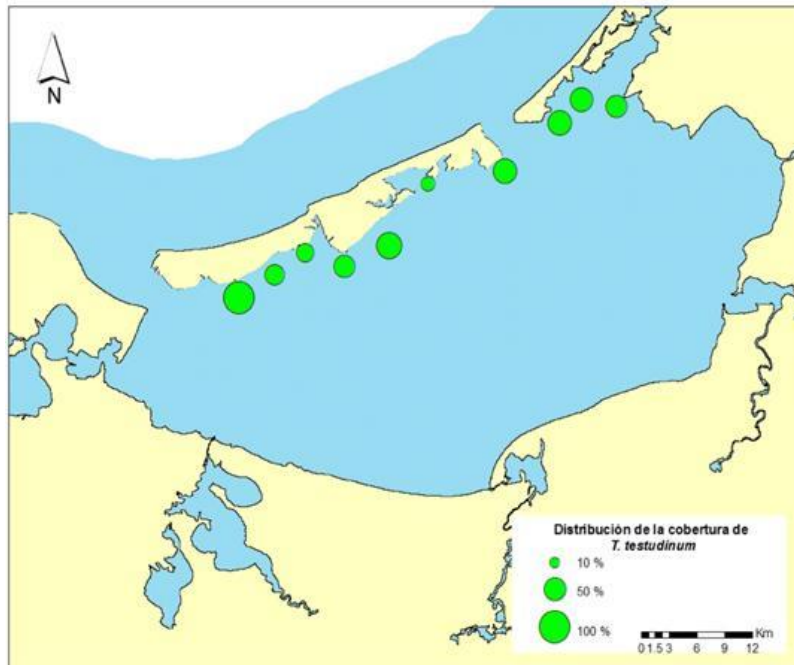 N
Distribución de la cobertura de
T. testudinum
10 %
50 %
100 %
Km
0 1.5 3 6 9 12